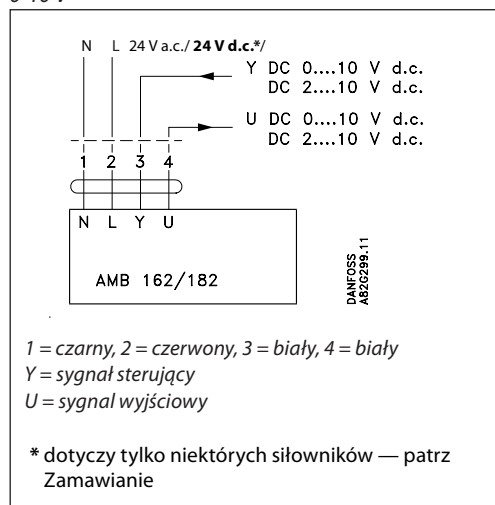 N L 24 V a.c./ 24 V d.c.*/
Y DC 0....10 V d.c.
DC 2....10 V d.c.
U DC 0....10 V d.c.
DC 2....10 V d.c.
1 2 3 4
N L Y U
AMB 162/182
DANFOSS
A82G299.11
1 = czarny, 2 = czerwony, 3 = biały, 4 = biały
Y = sygnał sterujący
U = sygnal wyjściowy
* dotyczy tylko niektórych siłowników — patrz
Zamawianie